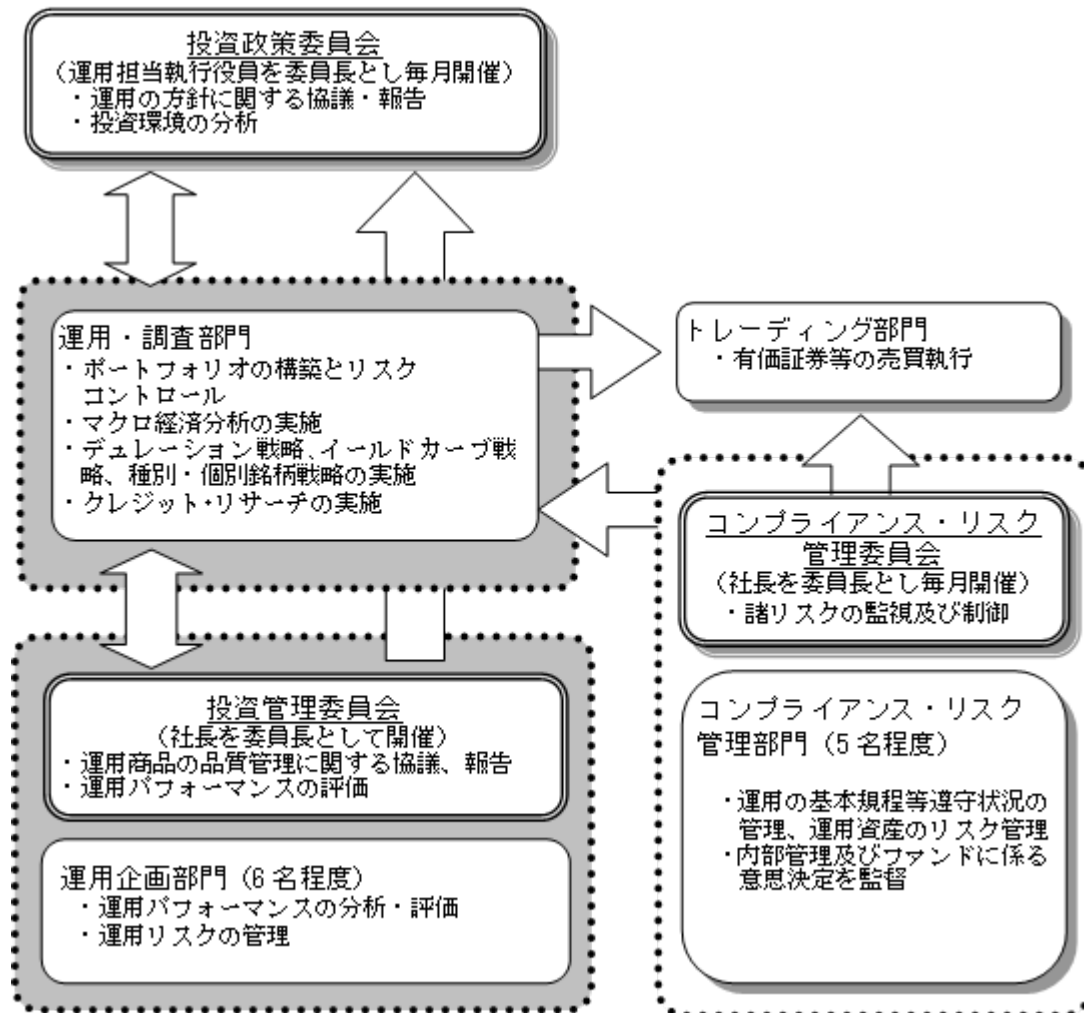 投資政策委員会
（運用担当執行役員を委員長とし毎月開催）
・運用の方針に関する協議・報告
・投資環境の分析
運用・調査部門
・ポートフォリオの構築とリスク
コントロール
・マクロ経済分析の実施
・デュレーション戦略、イールドカーブ戦
略、種別・個別銘柄戦略の実施
・クレジット・リサーチの実施
トレーディング部門
・有価証券等の売買執行
コンプライアンス・リスク
管理委員会
（社長を委員長とし毎月開催）
・諸リスクの監視及び制御
投資管理委員会
（社長を委員長として開催）
・運用商品の品質管理に関する協議、報告
・運用パフォーマンスの評価
運用企画部門（6名程度）
・運用パフォーマンスの分析・評価
・運用リスクの管理
コンプライアンス・リスク
管理部門（5名程度）
・運用の基本規程等遵守状況の
管理、運用資産のリスク管理
・内部管理及びファンドに係る
意思決定を監督